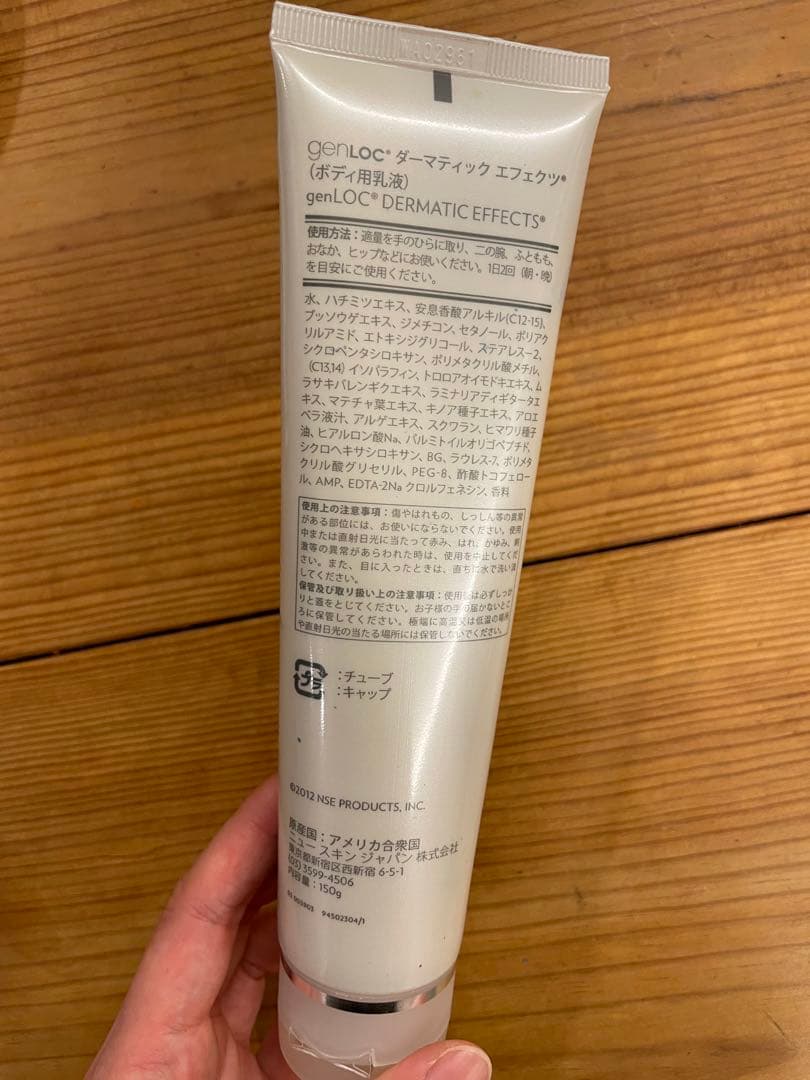 WA02961
genLOC® ダーマティック エフェクツ®
(ボディ用乳液)
genLOC® DERMATIC EFFECTS®
使用方法：適量を手のひらに取り、二の腕、ふともも、
おなか、ヒップなどにお使いください。1日2回（朝・晩）
を目安にご使用ください。
水、ハチミツエキス、安息香酸アルキル(C12-15)、
ブッソウゲエキス、ジメチコン、セタノール、ポリアク
リルアミド、エトキシジグリコール、ステアレス-2、
シクロペンタシロキサン、ポリメタクリル酸メチル、
(C13,14) イソパラフィン、トロロアオイモドキエキス、ム
ラサキバレンギクエキス、ラミナリアディギタータエ
キス、マテチャ葉エキス、キノア種子エキス、アロエ
ベラ液汁、アルゲエキス、スクワラン、ヒマワリ種子
油、ヒアルロン酸Na、パルミトイルオリゴペプチド、
シクロヘキサシロキサン、BG、ラウレス-7、ポリメタ
クリル酸グリセリル、PEG-8、酢酸トコフェロー
ル、AMP、EDTA-2Na クロルフェネシン、香料
使用上の注意事項：傷やはれもの、しっしん等の異常
がある部位には、お使いにならないでください。使用
中または直射日光に当たって赤み、はれ、かゆみ、刺
激等の異常があらわれた時は、使用を中止してくだ
さい。また、目に入ったときは、直ちに水で洗い流
してください。
保管及び取り扱い上の注意事項：使用後は必ずしっか
りと蓋をとじてください。お子様の手の届かないとこ
ろに保管してください。極端に高温又は低温の場所
や直射日光の当たる場所には保管しないでください。
プラ
：チューブ
：キャップ
©2012 NSE PRODUCTS, INC.
原産国：アメリカ合衆国
ニュー スキン ジャパン 株式会社
東京都新宿区西新宿 6-5-1
(03) 3599-4506
内容量：150g
94502304/1